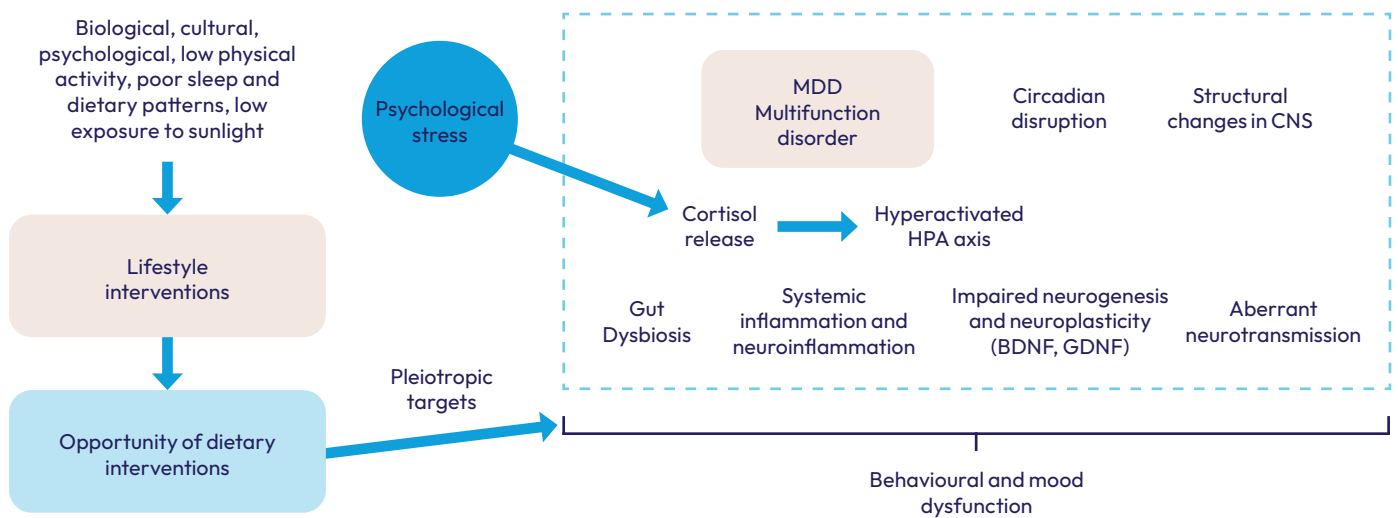 Biological, cultural,
psychological, low physical
activity, poor sleep and
dietary patterns, low
exposure to sunlight
Lifestyle
interventions
Opportunity of dietary
interventions
Psychological
stress
Pleiotropic
targets
MDD
Multifunction
disorder
Circadian
disruption
Structural
changes in CNS
Cortisol
release
Hyperactivated
HPA axis
Gut
Dysbiosis
Systemic
inflammation and
neuroinflammation
Impaired neurogenesis
and neuroplasticity
(BDNF, GDNF)
Aberrant
neurotransmission
Behavioural and mood
dysfunction